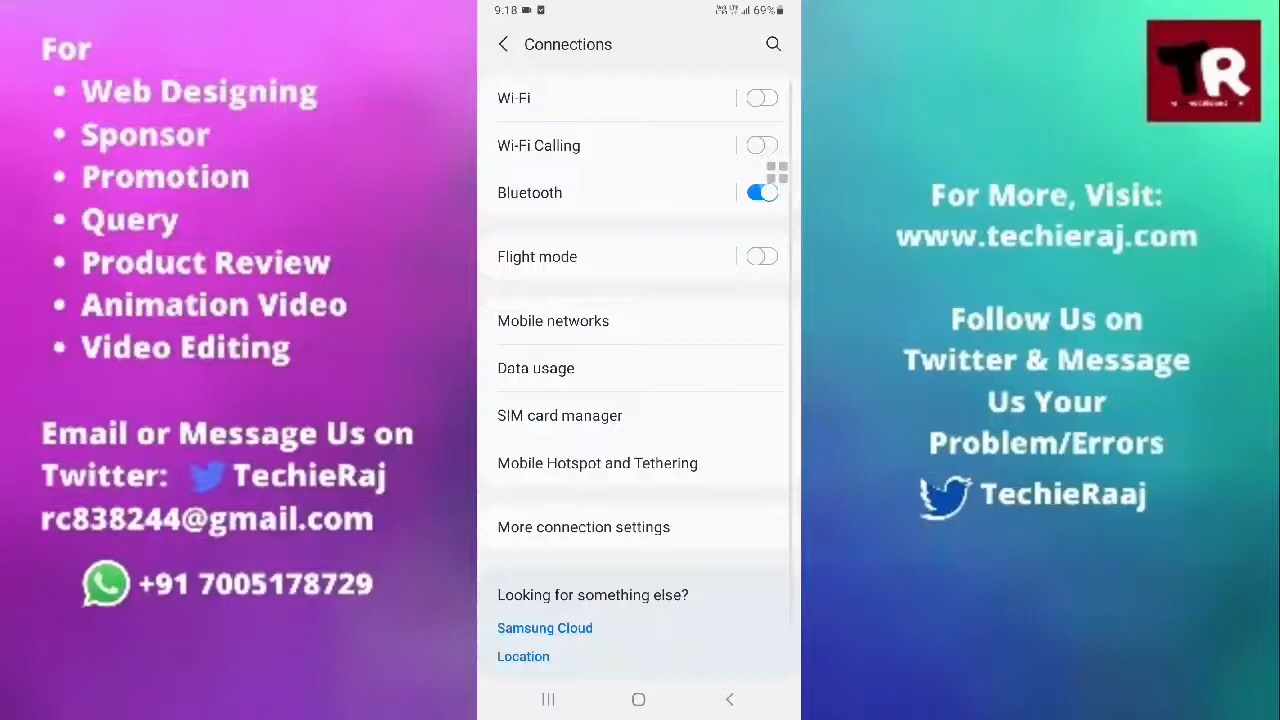 For
• Web Designing
• Sponsor
• Promotion
• Query
• Product Review
• Animation Video
• Video Editing
Email or Message Us on
Twitter: TechieRaj
rc838244@gmail.com
+91 7005178729
9:18
69%
Connections
Wi-Fi
Wi-Fi Calling
Bluetooth
Flight mode
Mobile networks
Data usage
SIM card manager
Mobile Hotspot and Tethering
More connection settings
Looking for something else?
Samsung Cloud
Location
TR
For More, Visit:
www.techieraj.com
Follow Us on
Twitter & Message
Us Your
Problem/Errors
TechieRaaj